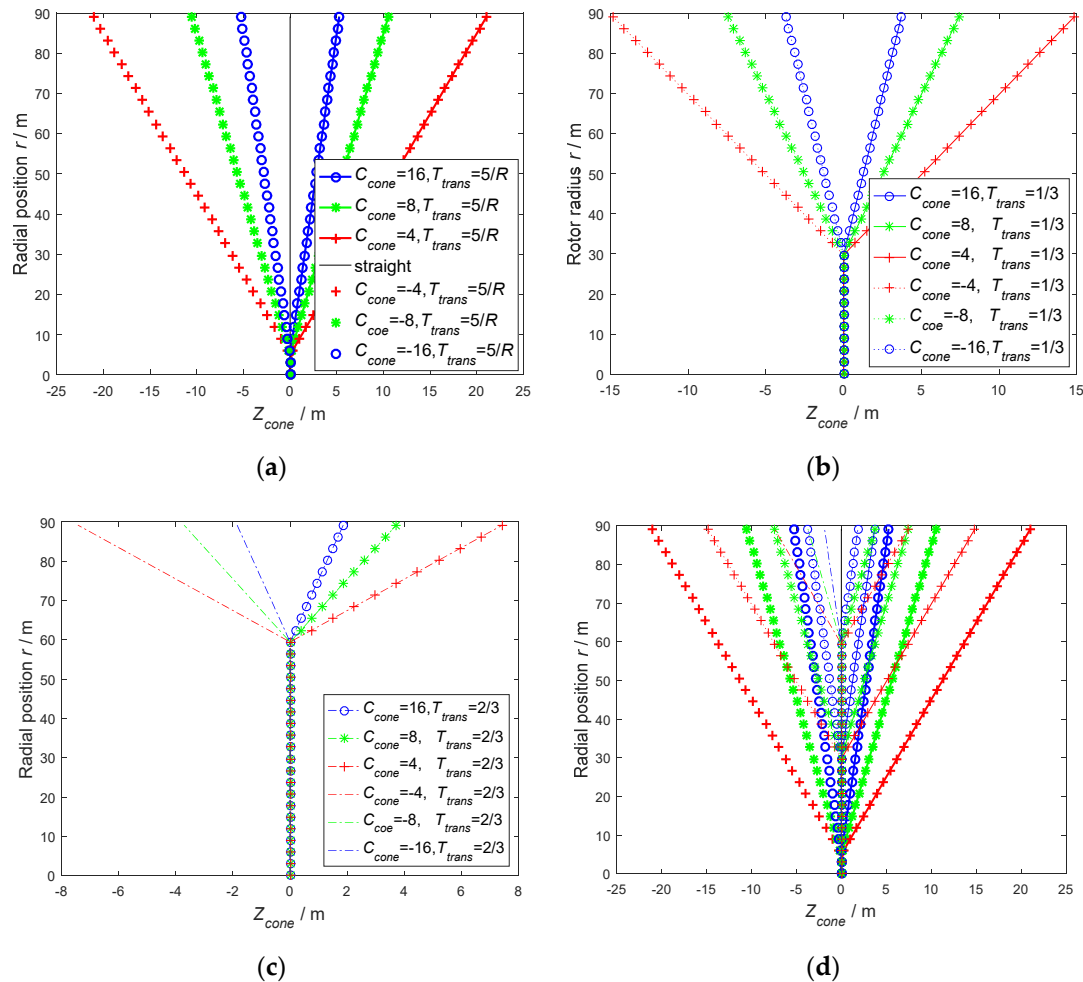 90
80
70
60
50
40
30
20
10
0
Radial position r / m
C_cone=16,T_trans=5/R
C_cone=8,T_trans=5/R
C_cone=4,T_trans=5/R
straight
C_cone=-4,T_trans=5/R
C_coe=-8,T_trans=5/R
C_cone=-16,T_trans=5/R
-25 -20 -15 -10 -5 0 5 10 15 20 25
Z_cone / m
(a)
90
80
70
60
50
40
30
20
10
0
Rotor radius r / m
C_cone=16,T_trans=1/3
C_cone=8, T_trans=1/3
C_cone=4, T_trans=1/3
C_cone=-4, T_trans=1/3
C_coe=-8, T_trans=1/3
C_cone=-16,T_trans=1/3
-15 -10 -5 0 5 10 15
Z_cone / m
(b)
90
80
70
60
50
40
30
20
10
0
Radial position r / m
C_cone=16,T_trans=2/3
C_cone=8, T_trans=2/3
C_cone=4, T_trans=2/3
C_cone=-4, T_trans=2/3
C_coe=-8, T_trans=2/3
C_cone=-16,T_trans=2/3
-8 -6 -4 -2 0 2 4 6 8
Z_cone / m
(c)
90
80
70
60
50
40
30
20
10
0
Radial position r / m
-25 -20 -15 -10 -5 0 5 10 15 20 25
Z_cone / m
(d)